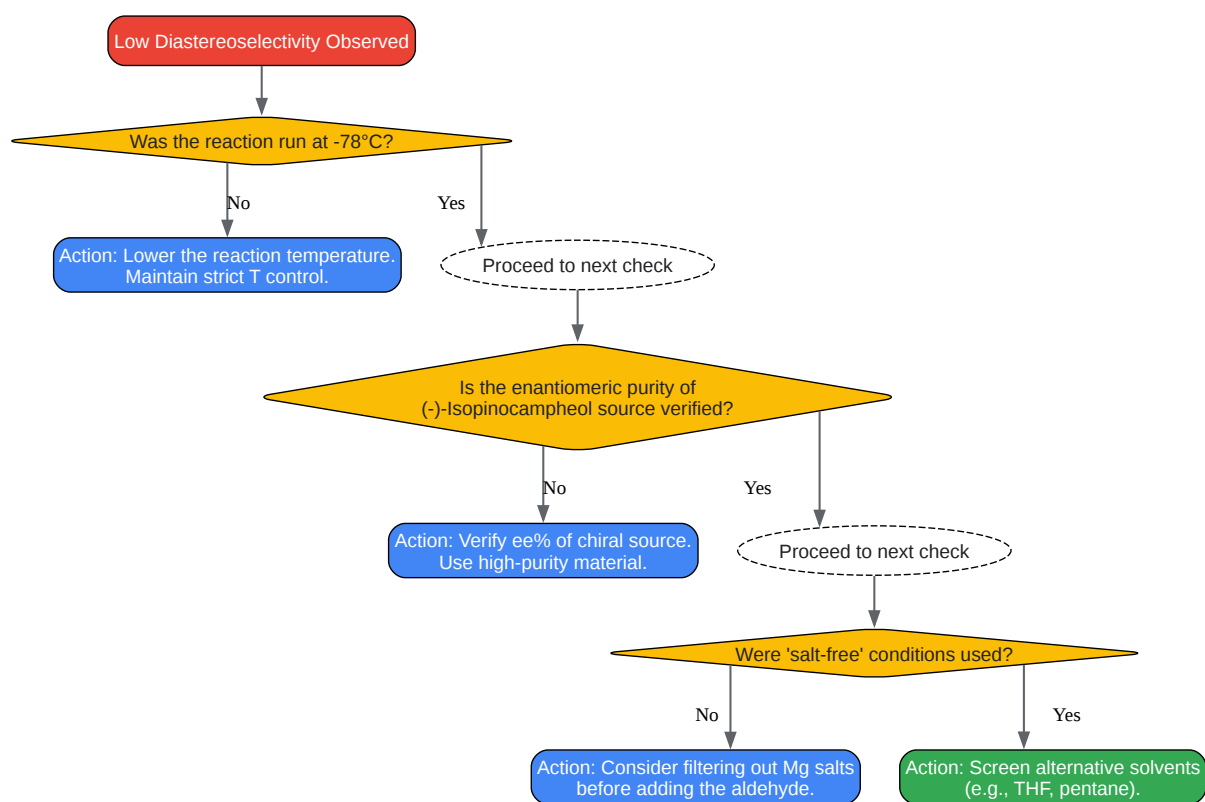 Low Diastereoselectivity Observed
Was the reaction run at -78°C?
No
Yes
Action: Lower the reaction temperature.
Maintain strict T control.
Proceed to next check
Is the enantiomeric purity of
(-)-Isopinocampheol source verified?
No
Yes
Action: Verify ee% of chiral source.
Use high-purity material.
Proceed to next check
Were 'salt-free' conditions used?
No
Yes
Action: Consider filtering out Mg salts
before adding the aldehyde.
Action: Screen alternative solvents
(e.g., THF, pentane).